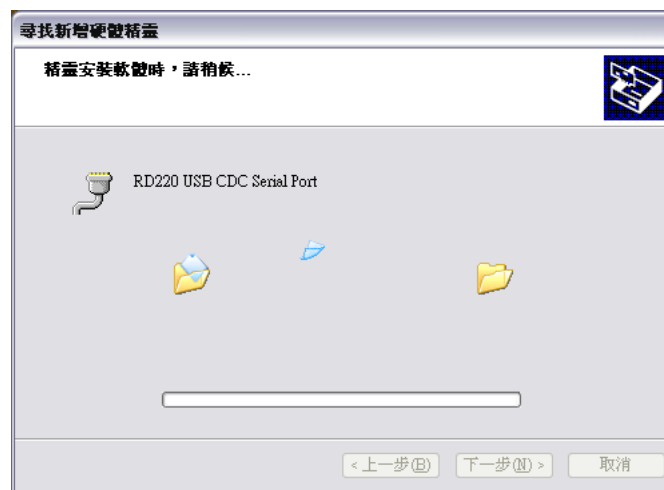 尋找新增硬體精靈
精靈安裝軟體時，請稍候...
RD220 USB CDC Serial Port
<上一步(B)
下一步(N)>
取消